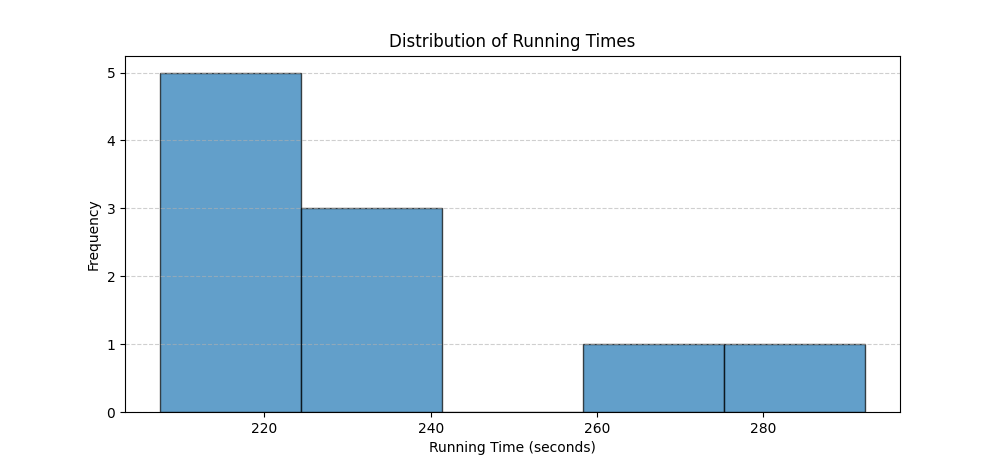 Distribution of Running Times
5
4
3
2
1
0
Frequency
220 240 260 280
Running Time (seconds)